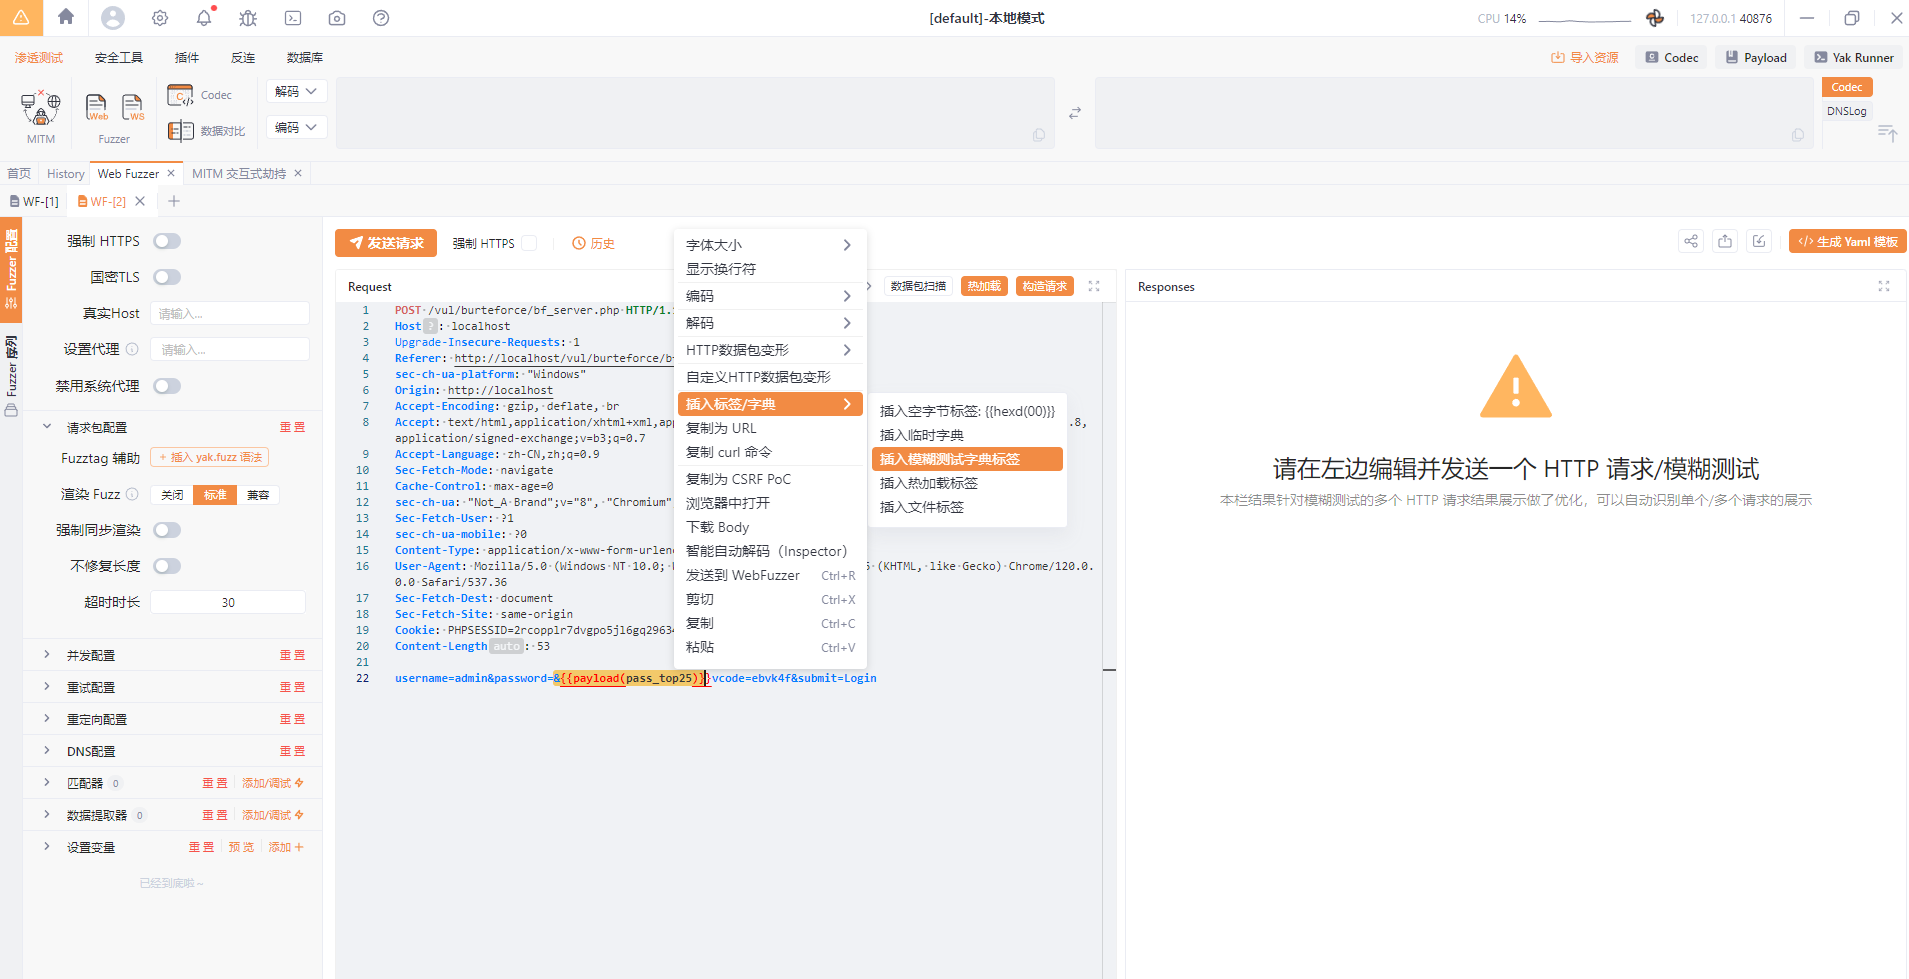 [default]-本地模式
CPU 14%
127.0.0.1 40876
渗透测试 安全工具 插件 反连 数据库
导入资源 Codec Payload Yak Runner
MITM
Web
WS
Fuzzer
Codec
数据对比
解码
编码
Codec
DNSLog
首页 History Web Fuzzer MITM 交互式劫持
WF-[1] WF-[2]
Fuzzer 配置
Fuzzer 序列
强制 HTTPS
国密TLS
真实Host 请输入...
设置代理 请输入...
禁用系统代理
请求包配置 重置
Fuzztag 辅助 + 插入 yak.fuzz 语法
渲染 Fuzz 关闭 标准 兼容
强制同步渲染
不修复长度
超时时长 30
并发配置 重置
重试配置 重置
重定向配置 重置
DNS配置 重置
匹配器 0 重置 添加/调试
数据提取器 0 重置 添加/调试
设置变量 重置 预览 添加
已经到底啦～
发送请求 强制 HTTPS 历史
生成 Yaml 模板
Request 数据包扫描 热加载 构造请求
1 POST /vul/burteforce/bf_server.php HTTP/1.
2 Host ? : localhost
3 Upgrade-Insecure-Requests: 1
4 Referer: http://localhost/vul/burteforce/b
5 sec-ch-ua-platform: "Windows"
6 Origin: http://localhost
7 Accept-Encoding: gzip, deflate, br
8 Accept: text/html,application/xhtml+xml,ap .8,
application/signed-exchange;v=b3;q=0.7
9 Accept-Language: zh-CN,zh;q=0.9
10 Sec-Fetch-Mode: navigate
11 Cache-Control: max-age=0
12 sec-ch-ua: "Not_A Brand";v="8", "Chromium"
13 Sec-Fetch-User: ?1
14 sec-ch-ua-mobile: ?0
15 Content-Type: application/x-www-form-urlen
16 User-Agent: Mozilla/5.0 (Windows NT 10.0; (KHTML, like Gecko) Chrome/120.0.
0.0 Safari/537.36
17 Sec-Fetch-Dest: document
18 Sec-Fetch-Site: same-origin
19 Cookie: PHPSESSID=2rcopplr7dvgpo5jl6gq2963
20 Content-Length auto : 53
21
22 username=admin&password=&{{payload(pass_top25)}}vcode=ebvk4f&submit=Login
字体大小
显示换行符
编码
解码
HTTP数据包变形
自定义HTTP数据包变形
插入标签/字典
复制为 URL
复制 curl 命令
复制为 CSRF PoC
浏览器中打开
下载 Body
智能自动解码（Inspector）
发送到 WebFuzzer Ctrl+R
剪切 Ctrl+X
复制 Ctrl+C
粘贴 Ctrl+V
插入空字节标签: {{hexd(00)}}
插入临时字典
插入模糊测试字典标签
插入热加载标签
插入文件标签
Responses
请在左边编辑并发送一个 HTTP 请求/模糊测试
本栏结果针对模糊测试的多个 HTTP 请求结果展示做了优化，可以自动识别单个/多个请求的展示